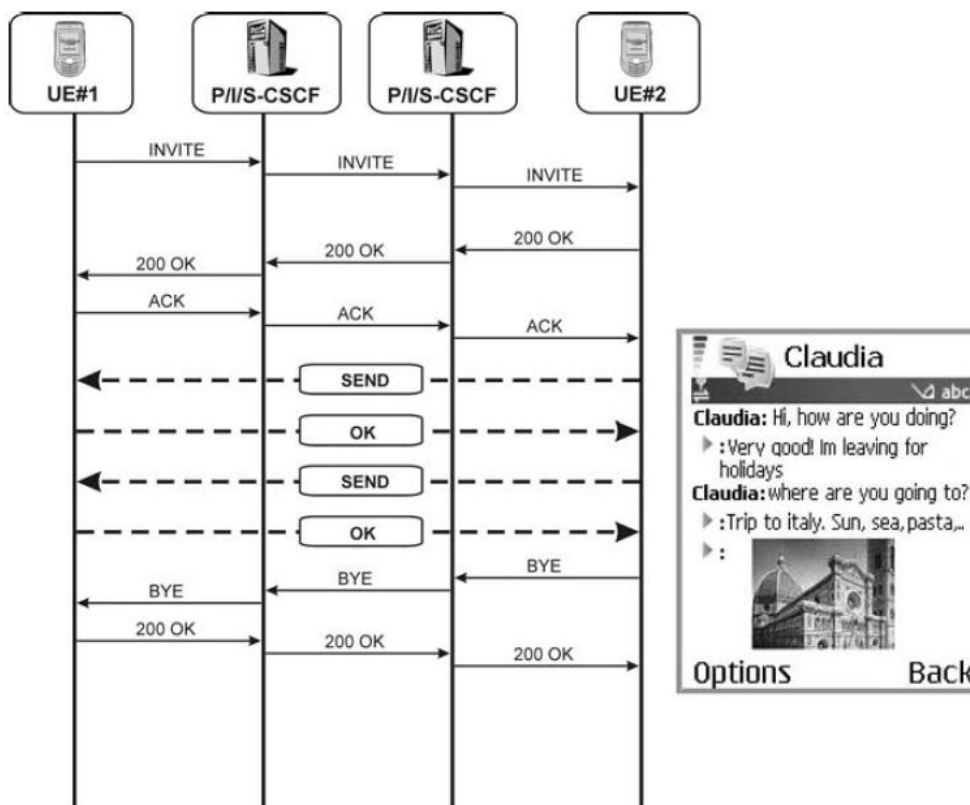 UE#1 P/I/S-CSCF P/I/S-CSCF UE#2
INVITE
INVITE
INVITE
200 OK
200 OK
200 OK
ACK
ACK
ACK
SEND
OK
SEND
OK
BYE
BYE
BYE
200 OK
200 OK
200 OK
Claudia
abc
Claudia: Hi, how are you doing?
: Very good! Im leaving for
holidays
Claudia: where are you going to?
: Trip to italy. Sun, sea, pasta,..
:
Options Back